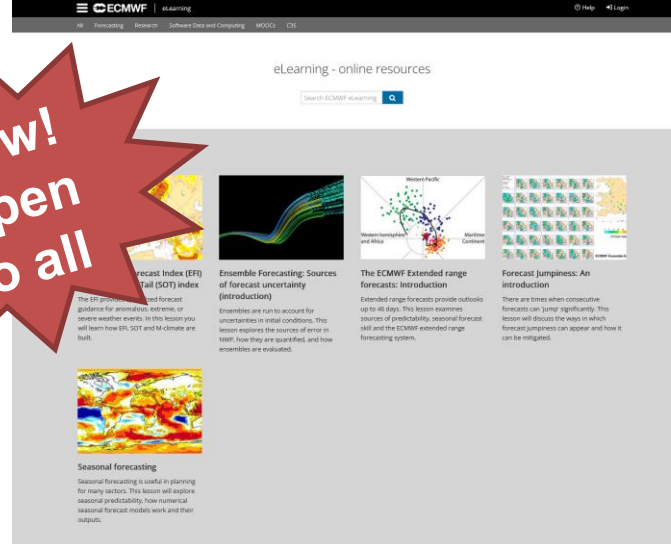 ECMWF | eLearning
Help Login
All Forecasting Research Software Data and Computing MOOCs C3S
eLearning - online resources
Search ECMWF eLearning
w!
pen
o all
recast Index (EFI)
Tail (SOT) index
The EFI
guidance for anomalous, extreme, or
severe weather events. In this lesson you
will learn how EFI, SOT and M-climate are
built.
Ensemble Forecasting: Sources
of forecast uncertainty
(introduction)
Ensembles are run to account for
uncertainties in initial conditions. This
lesson explores the sources of error in
NWP, how they are quantified, and how
ensembles are evaluated.
Western Pacific
Western hemisphere
and Africa
Maritime
Continent
The ECMWF Extended range
forecasts: Introduction
Extended range forecasts provide outlooks
up to 46 days. This lesson examines
sources of predictability, seasonal forecast
skill and the ECMWF extended range
forecasting system.
Forecast Jumpiness: An
introduction
There are times when consecutive
forecasts can 'jump' significantly. This
lesson will discuss the ways in which
forecast jumpiness can appear and how it
can be mitigated.
Seasonal forecasting
Seasonal forecasting is useful in planning
for many sectors. This lesson will explore
seasonal predictability, how numerical
seasonal forecast models work and their
outputs.